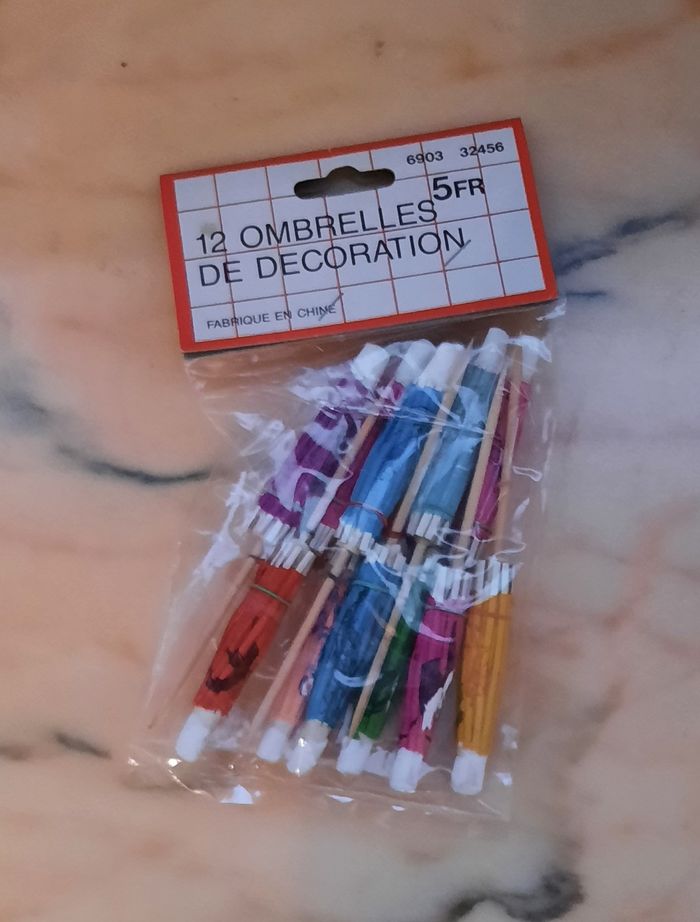 6903 32456
5FR
12 OMBRELLES
DE DECORATION
FABRIQUE EN CHINE